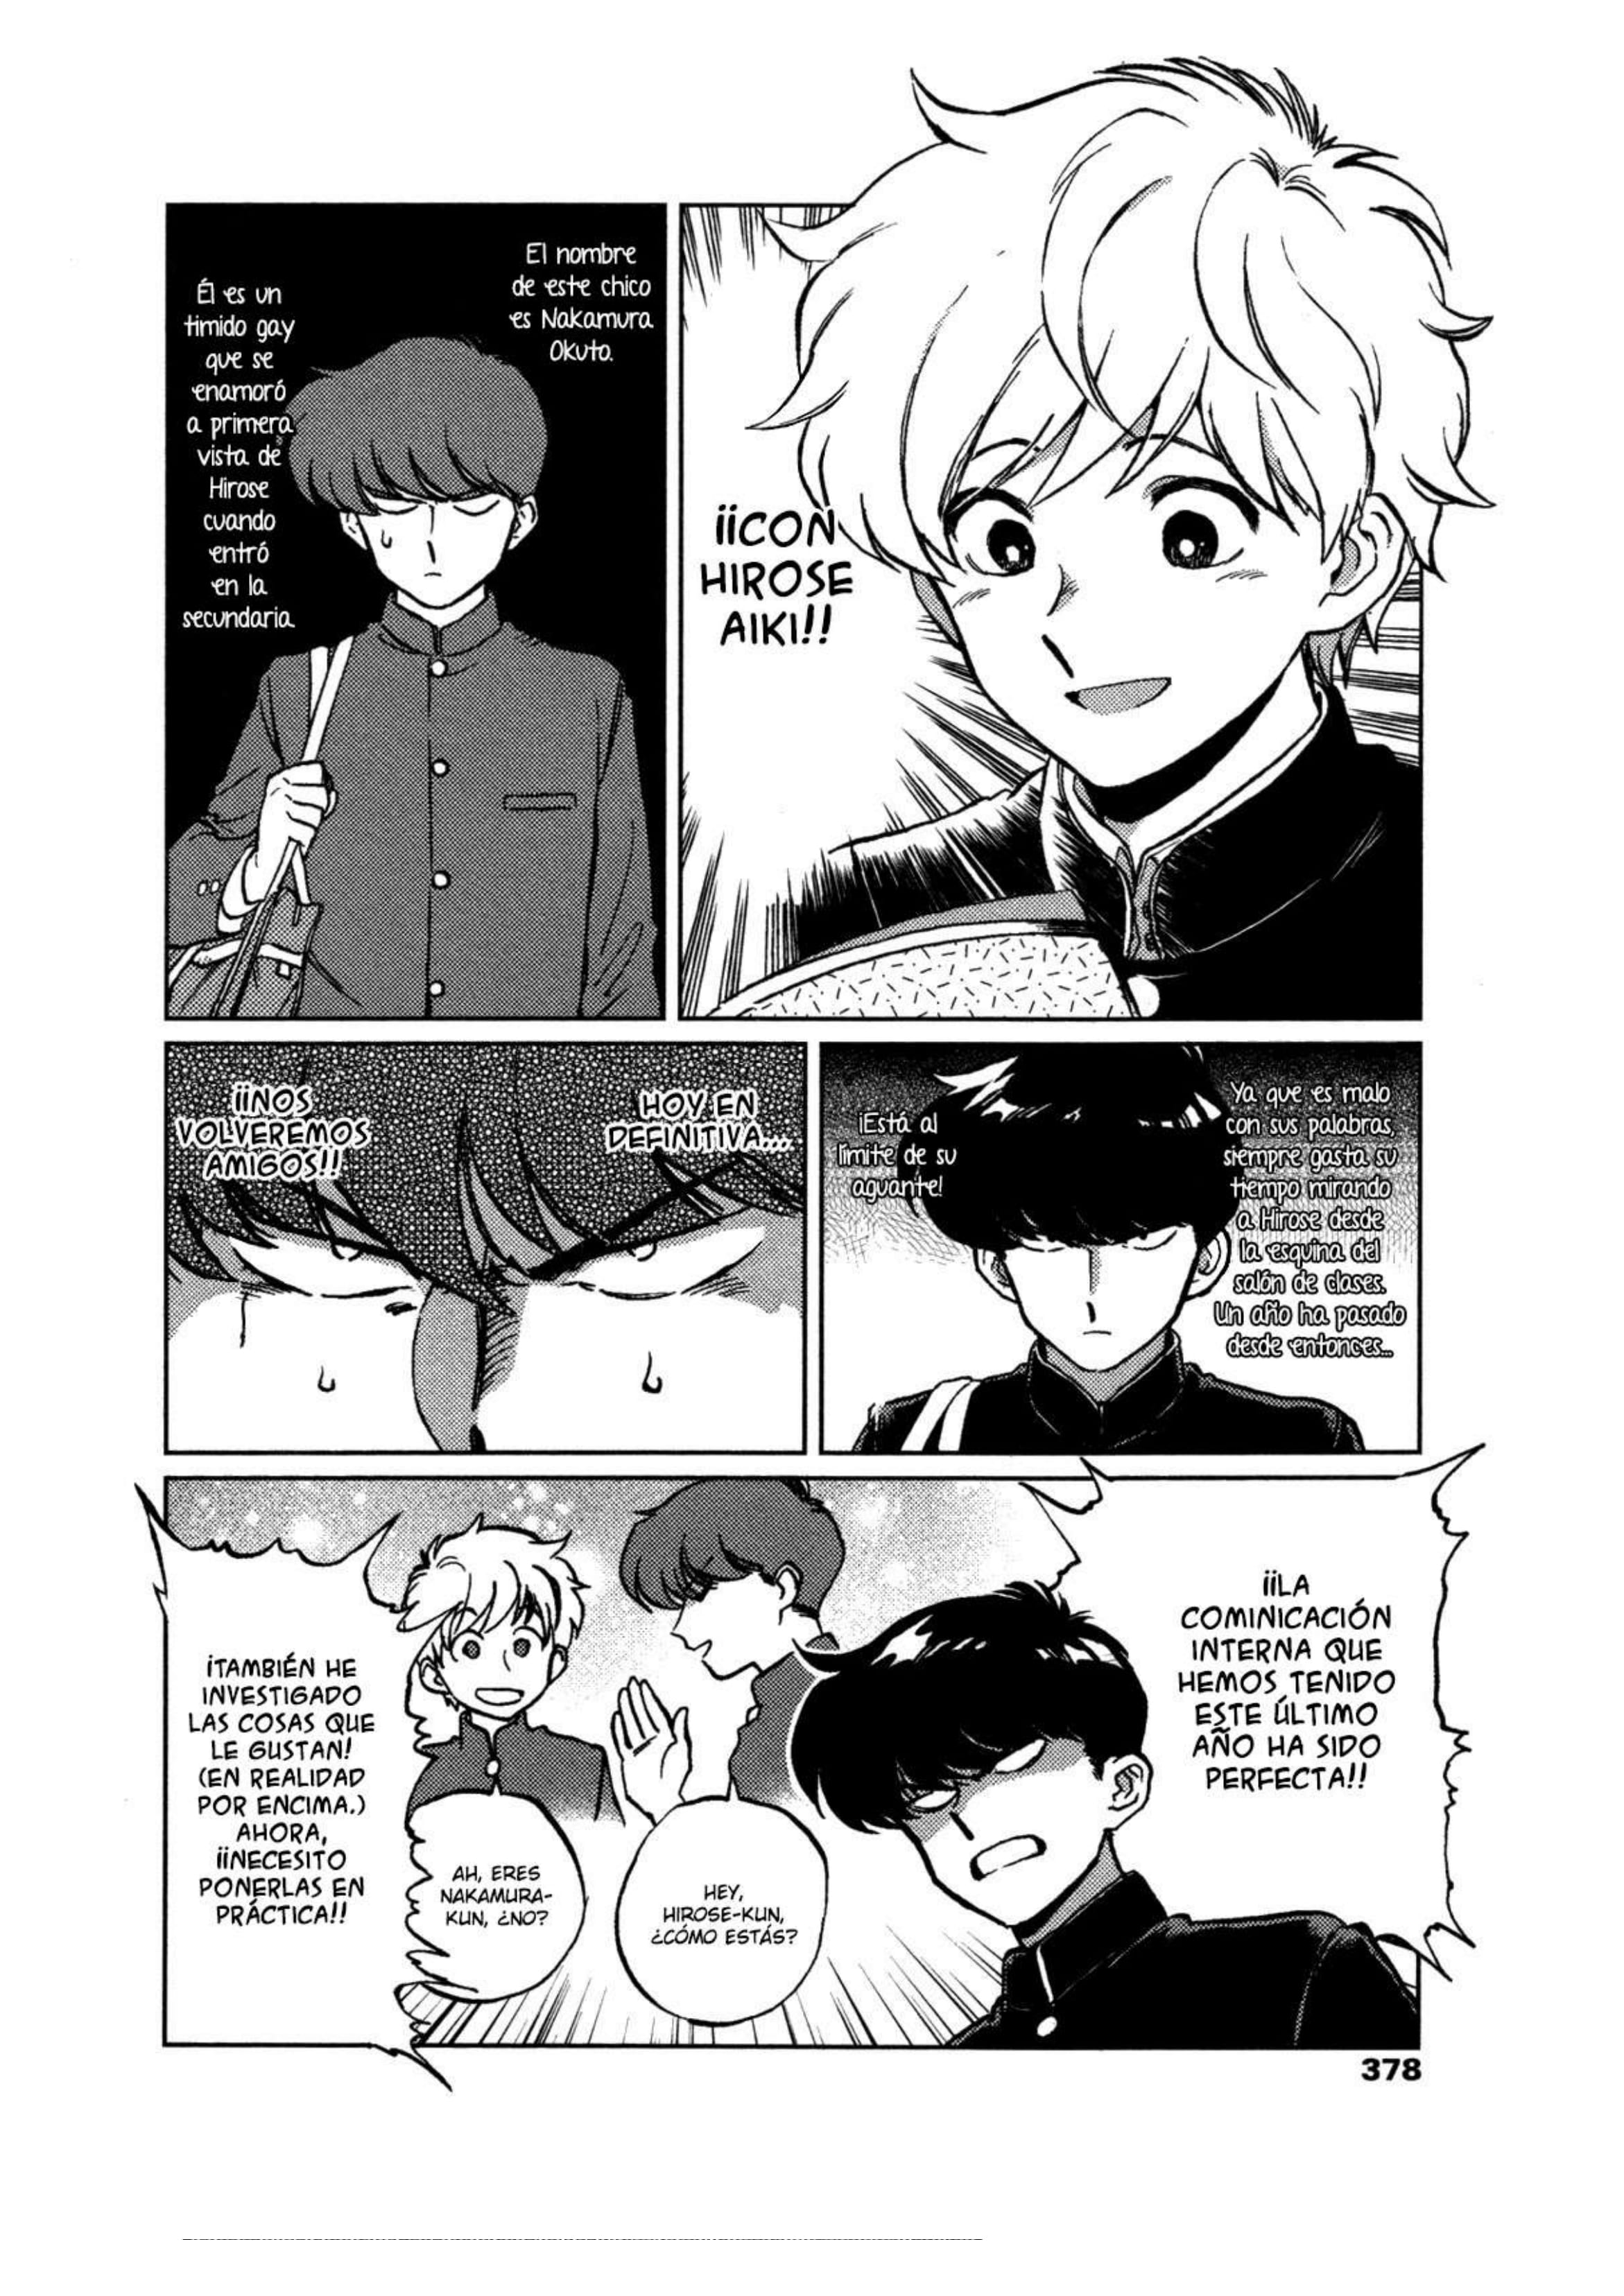 ¡¡CON
HIROSE
AIKI!!
El nombre
de este chico
es Nakamura
Okuto.
Él es un
timido gay
que se
enamoró
a primera
vista de
Hirose
cuando
entró
en la
secundaria.
Ya que es malo
con sus palabras,
siempre gasta su
tiempo mirando
a Hirose desde
la esquina del
salón de clases.
Un año ha pasado
desde entonces...
¡Está al
límite de su
aguante!
HOY EN
DEFINITIVA...
¡¡NOS
VOLVEREMOS
AMIGOS!!
¡¡LA
COMINICACIÓN
INTERNA QUE
HEMOS TENIDO
ESTE ÚLTIMO
AÑO HA SIDO
PERFECTA!!
HEY,
HIROSE-KUN,
¿CÓMO ESTÁS?
AH, ERES
NAKAMURA-
KUN, ¿NO?
¡TAMBIÉN HE
INVESTIGADO
LAS COSAS QUE
LE GUSTAN!
(EN REALIDAD
POR ENCIMA.)
AHORA,
¡¡NECESITO
PONERLAS EN
PRÁCTICA!!
378